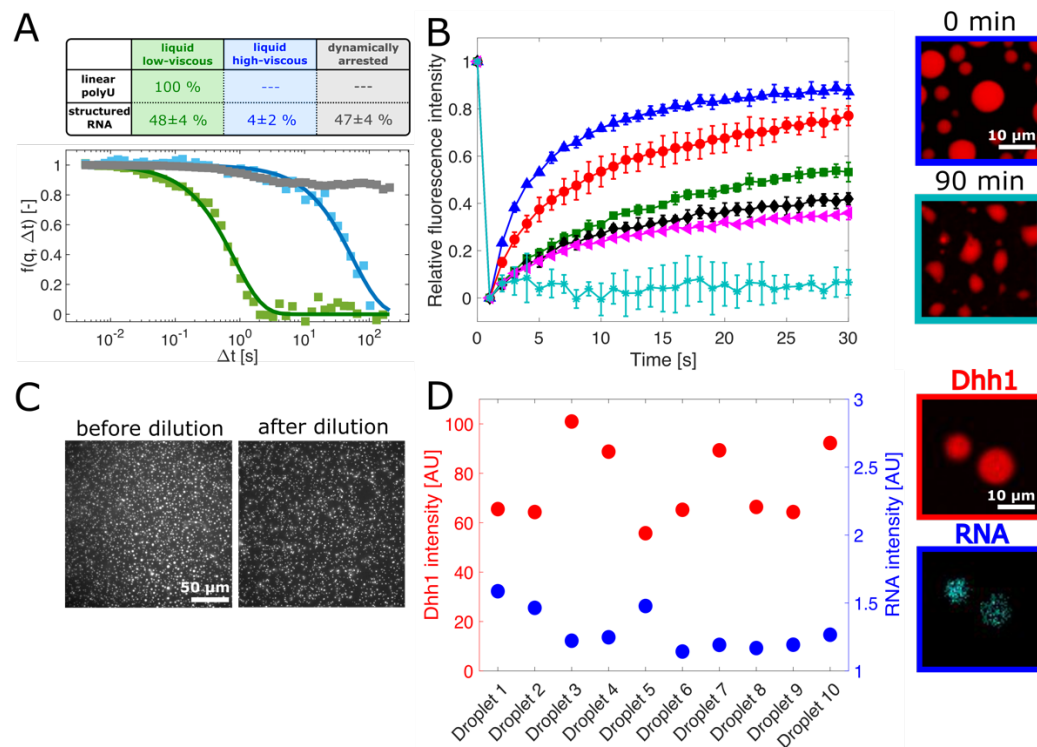 A
liquid low-viscous
liquid high-viscous
dynamically arrested
linear polyU
100 %
---
---
structured RNA
48±4 %
4±2 %
47±4 %
f(q, Δt) [-]
1
0.8
0.6
0.4
0.2
0
10⁻² 10⁻¹ 10⁰ 10¹ 10²
Δt [s]
B
Relative fluorescence intensity
1
0.8
0.6
0.4
0.2
0
0 5 10 15 20 25 30
Time [s]
0 min
10 µm
90 min
C
before dilution
after dilution
50 µm
D
Dhh1 intensity [AU]
100
80
60
40
20
0
RNA intensity [AU]
3
2.5
2
1.5
1
Droplet 1
Droplet 2
Droplet 3
Droplet 4
Droplet 5
Droplet 6
Droplet 7
Droplet 8
Droplet 9
Droplet 10
Dhh1
10 µm
RNA